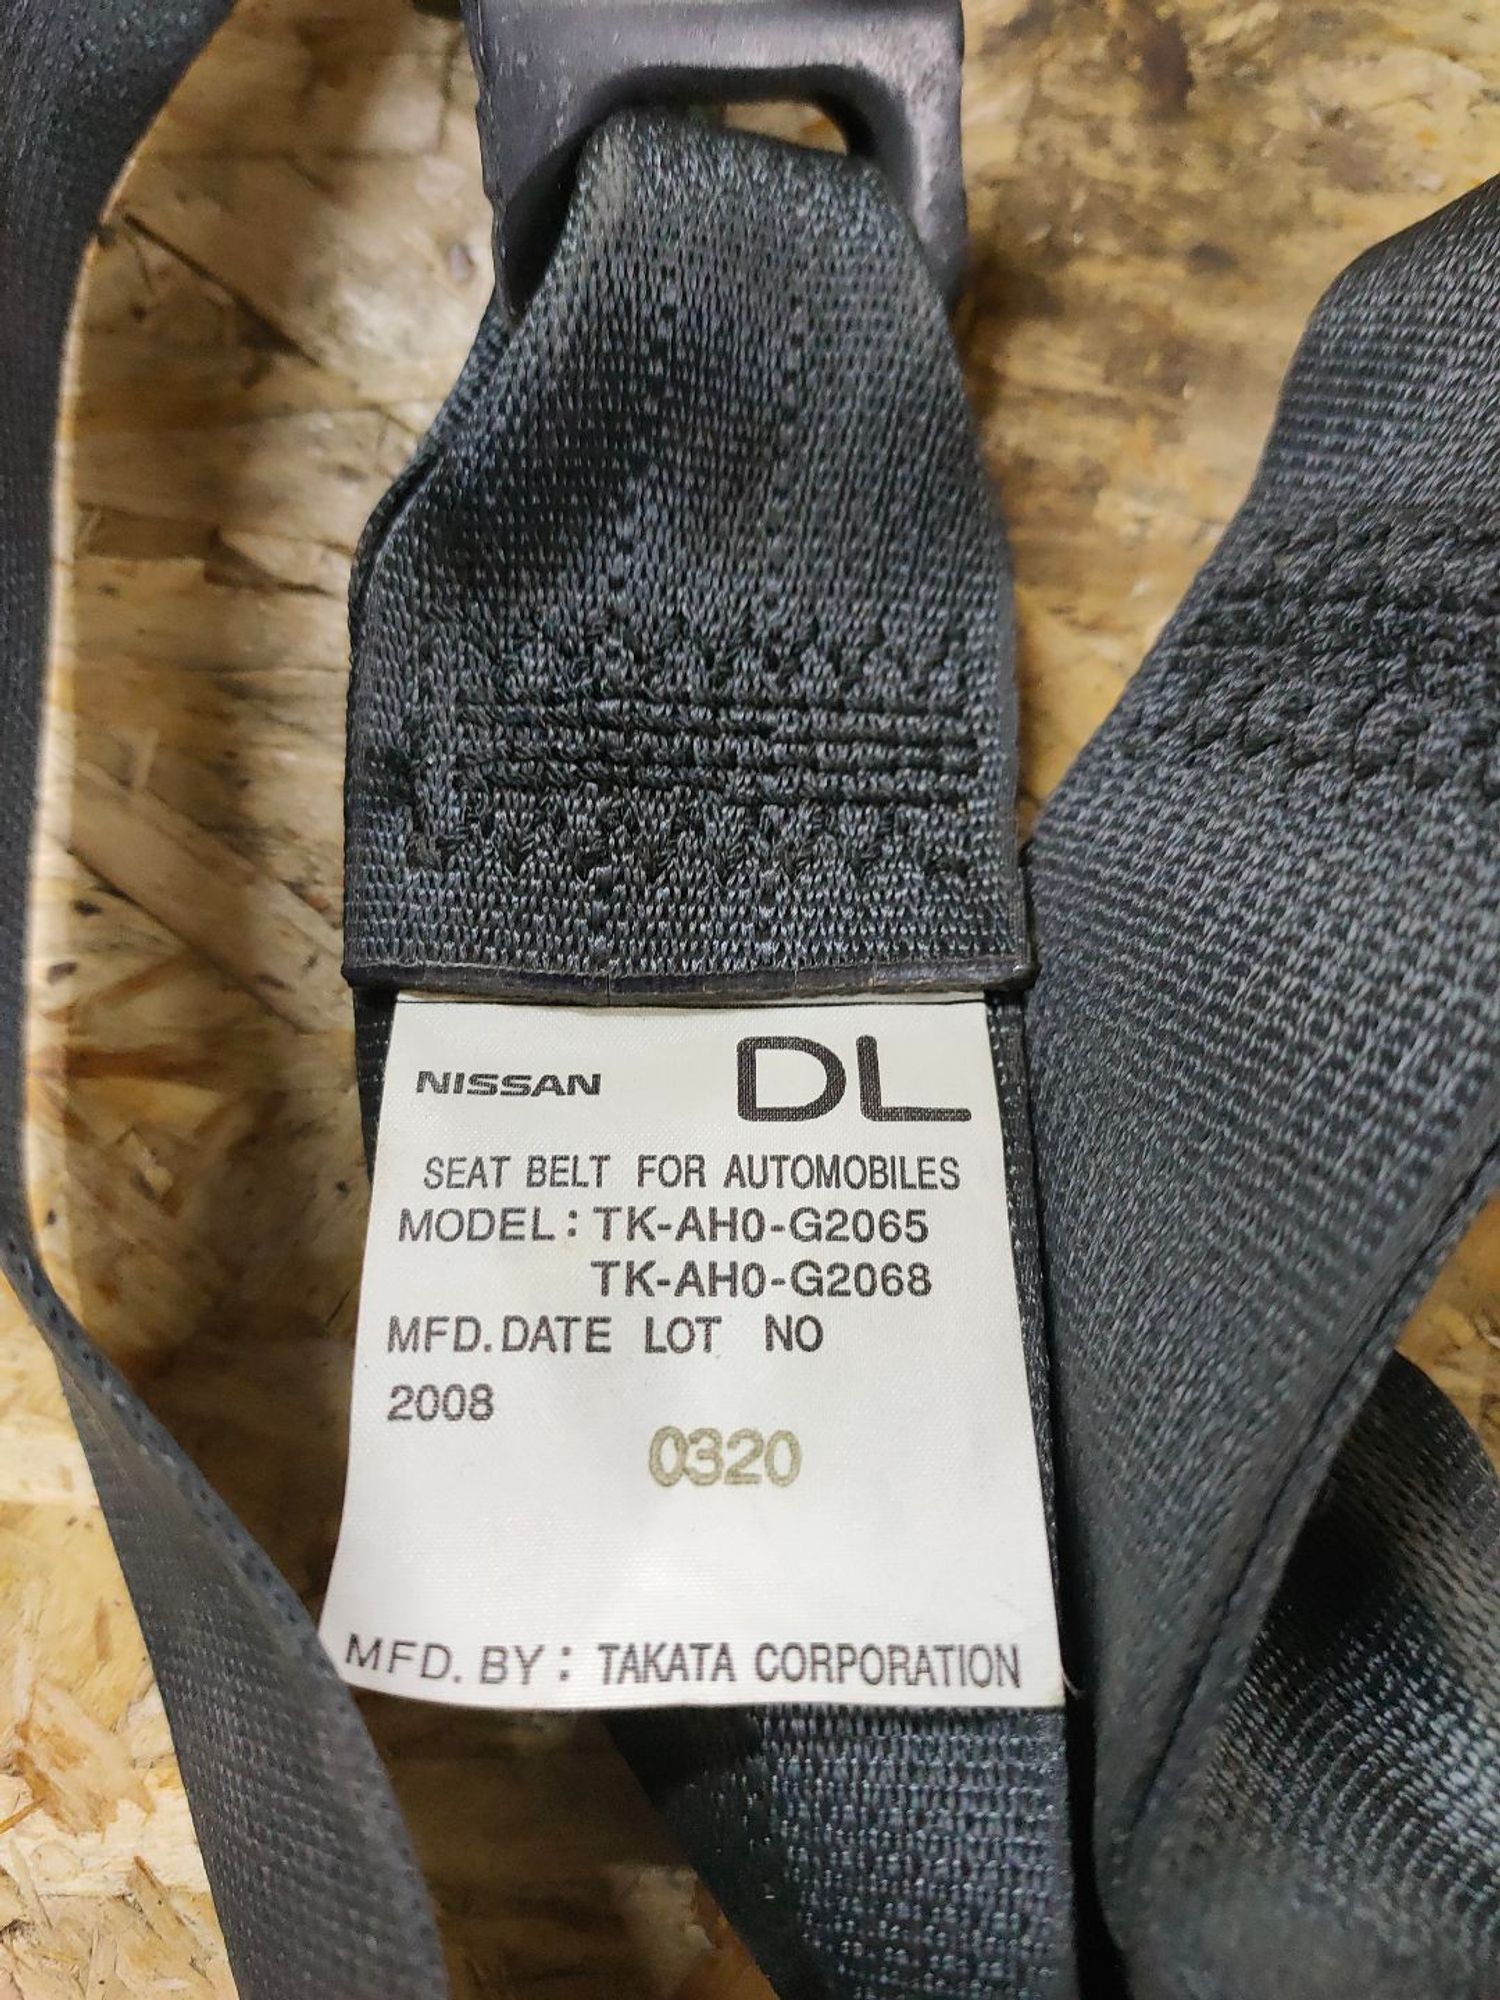 NISSAN DL
SEAT BELT FOR AUTOMOBILES
MODEL: TK-AH0-G2065
TK-AH0-G2068
MFD. DATE LOT NO
2008
0320
MFD. BY: TAKATA CORPORATION